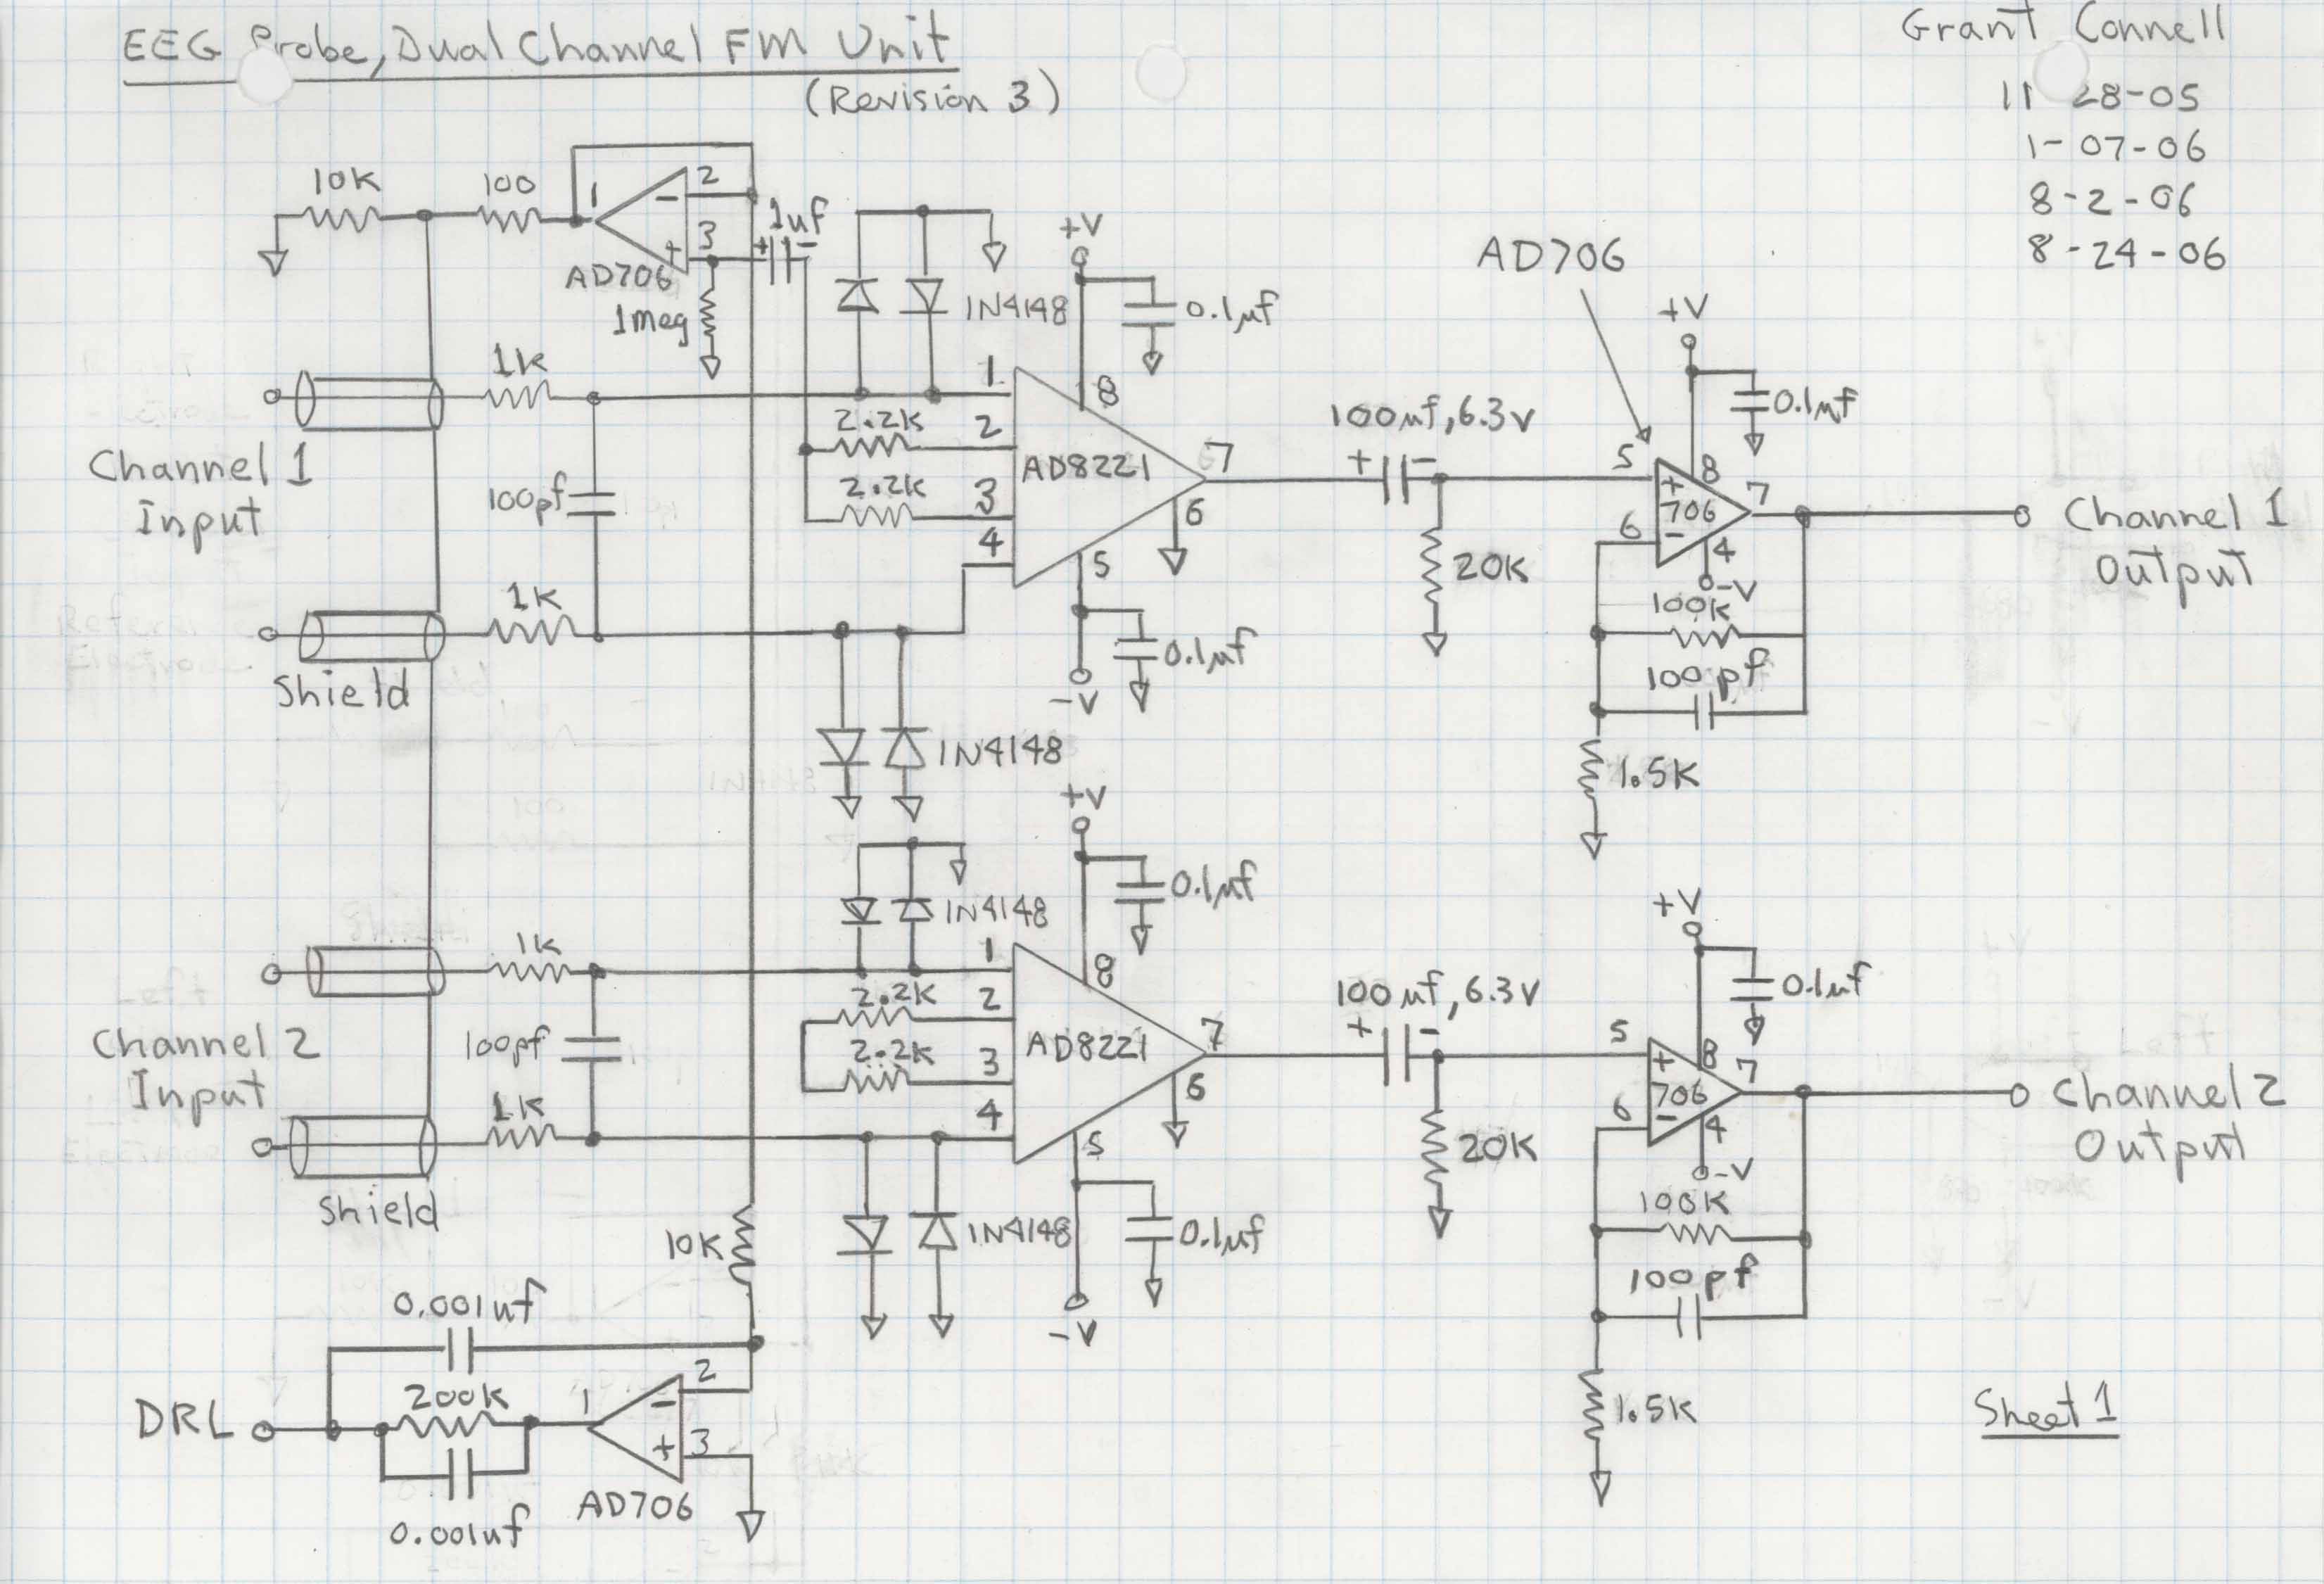 EEG Probe, Dual Channel FM Unit
(Revision 3)
Grant Connell
11 28-05
1-07-06
8-2-06
8-24-06
10K
100
1
2
-
3
+
AD706
1meg
1uf
+ -
1N4148
+V
0.1uf
AD706
+V
0.1uf
1K
1
8
2.2K
2
AD8221
7
2.2K
3
6
4
5
100uf, 6.3v
+ -
5
8
+
706
7
6
-
4
-V
Channel 1
Input
100pf
20K
Channel 1
Output
1K
Shield
0.1uf
-V
100K
100pf
1.5K
1N4148
+V
0.1uf
1N4148
+V
0.1uf
1K
1
8
2.2K
2
AD8221
7
2.2K
3
6
4
5
100uf, 6.3v
+ -
5
8
+
706
7
6
-
4
-V
Channel 2
Input
100pf
20K
Channel 2
Output
1K
Shield
10K
1N4148
0.1uf
-V
100K
100pf
1.5K
0.001uf
DRL
200K
1
2
-
+
3
AD706
0.001uf
Sheet 1